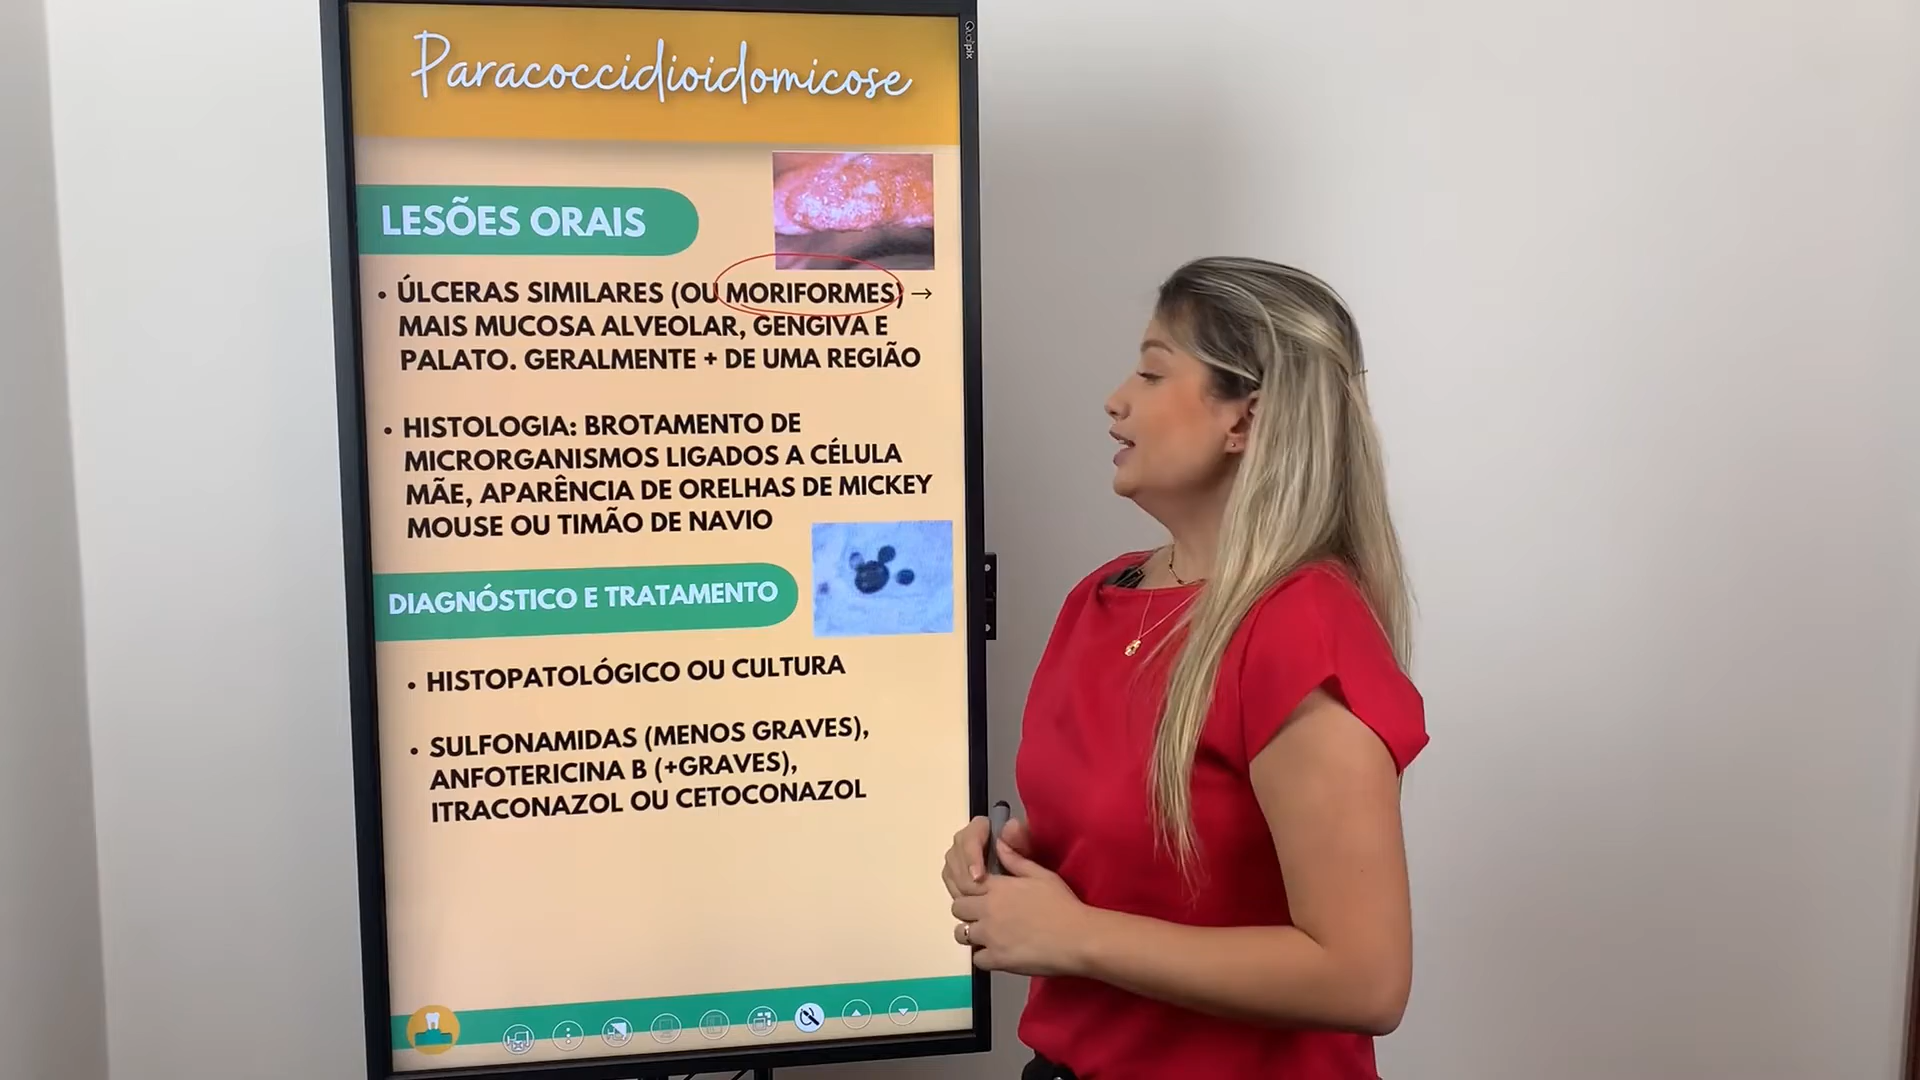 Paracoccidioidomicose
Qualipix
LESÕES ORAIS
• ÚLCERAS SIMILARES (OU MORIFORMES) →
MAIS MUCOSA ALVEOLAR, GENGIVA E
PALATO. GERALMENTE + DE UMA REGIÃO
• HISTOLOGIA: BROTAMENTO DE
MICRORGANISMOS LIGADOS A CÉLULA
MÃE, APARÊNCIA DE ORELHAS DE MICKEY
MOUSE OU TIMÃO DE NAVIO
DIAGNÓSTICO E TRATAMENTO
• HISTOPATOLÓGICO OU CULTURA
• SULFONAMIDAS (MENOS GRAVES),
ANFOTERICINA B (+GRAVES),
ITRACONAZOL OU CETOCONAZOL